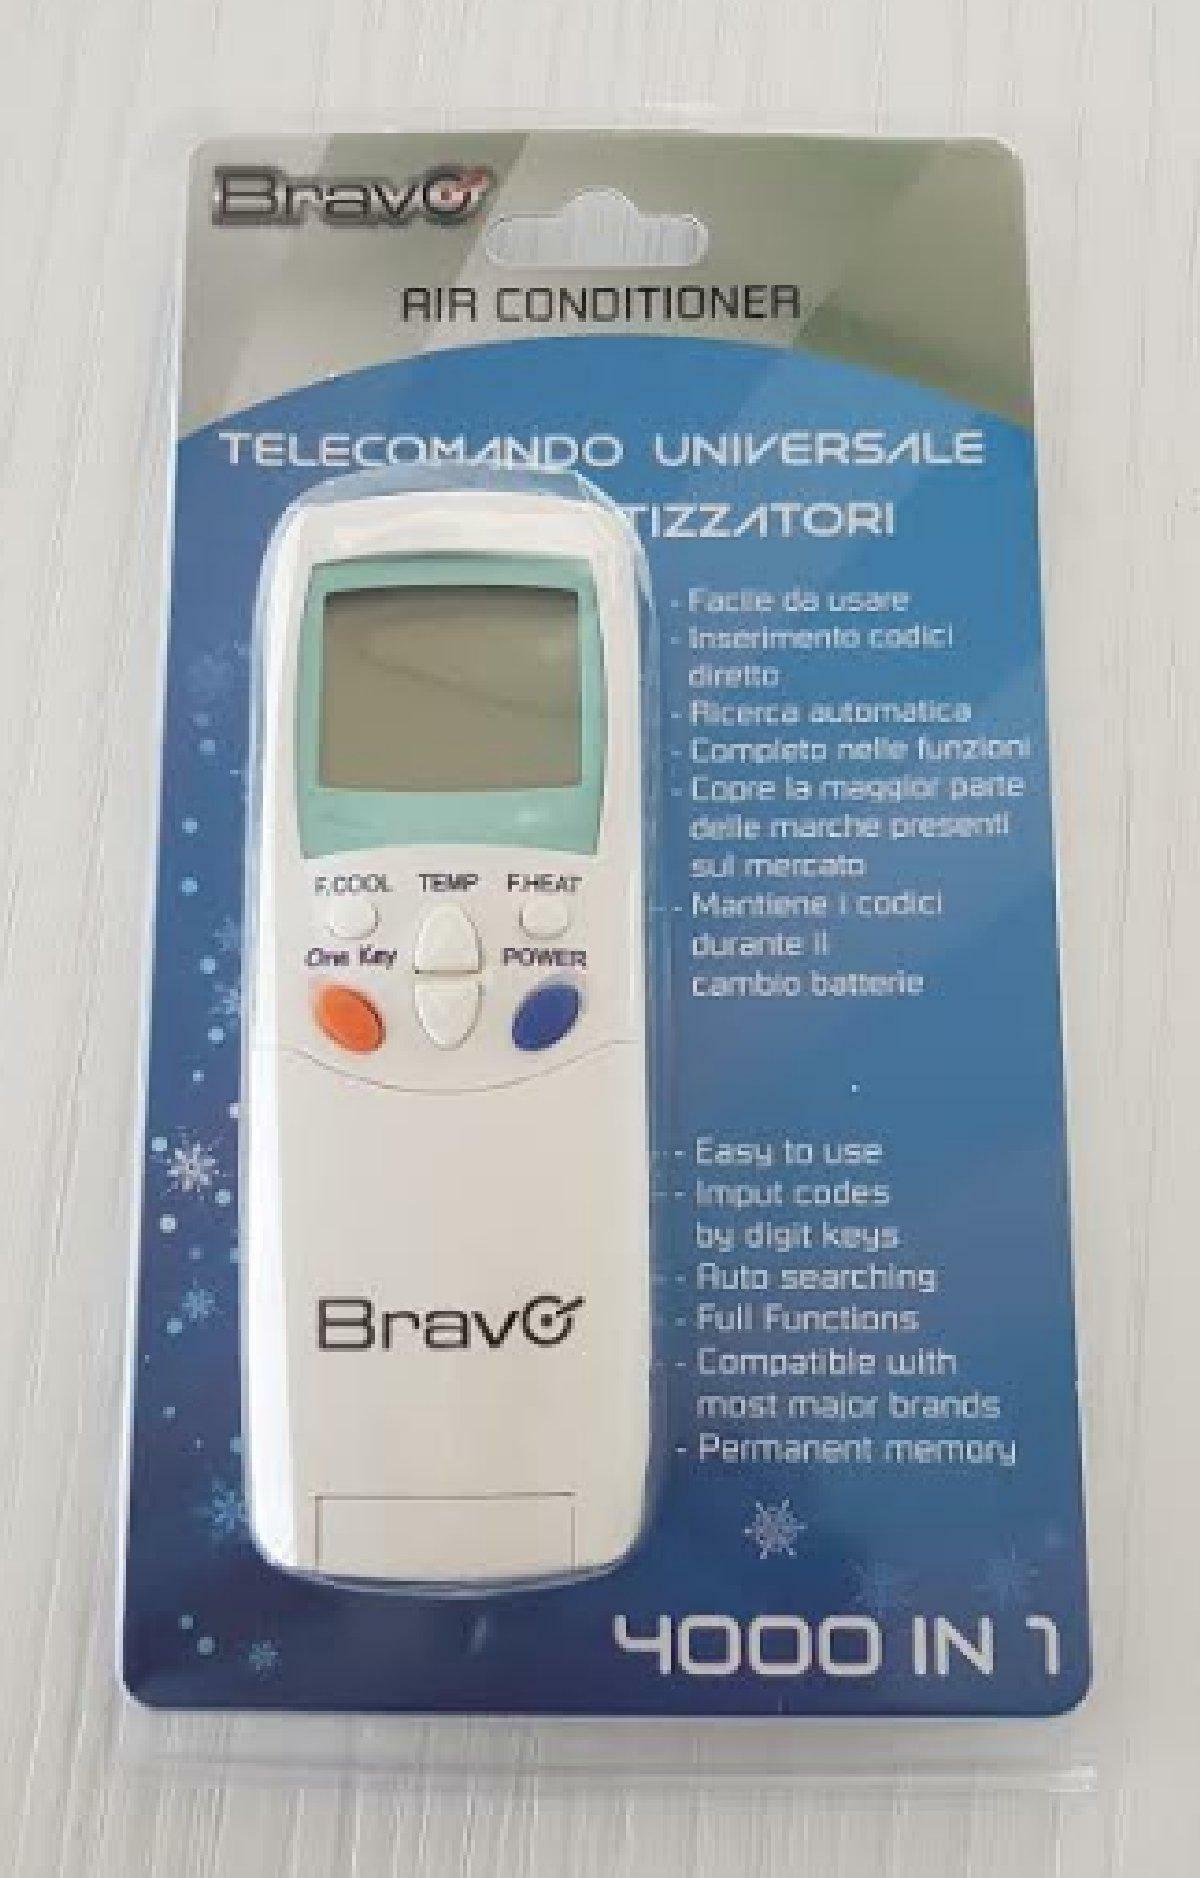 Bravo
AIR CONDITIONER
TELECOMANDO UNIVERSALE
TIZZATORI
- Facile da usare
- Inserimento codici
diretto
- Ricerca automatica
- Completo nelle funzioni
- Copre la maggior parte
delle marche presenti
sul mercato
- Mantiene i codici
durante il
cambio batterie
F.COOL TEMP F.HEAT
One Key POWER
- Easy to use
- Imput codes
by digit keys
- Auto searching
- Full Functions
- Compatible with
most major brands
- Permanent memory
Bravo
4000 IN 1